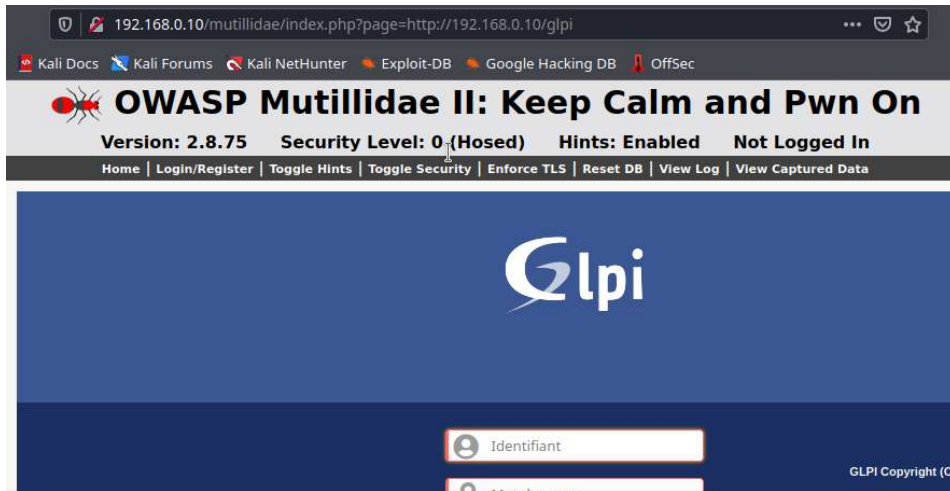 192.168.0.10/mutillidae/index.php?page=http://192.168.0.10/glpi
Kali Docs Kali Forums Kali NetHunter Exploit-DB Google Hacking DB OffSec
OWASP Mutillidae II: Keep Calm and Pwn On
Version: 2.8.75 Security Level: 0 (Hosed) Hints: Enabled Not Logged In
Home | Login/Register | Toggle Hints | Toggle Security | Enforce TLS | Reset DB | View Log | View Captured Data
Glpi
Identifiant
GLPI Copyright (C